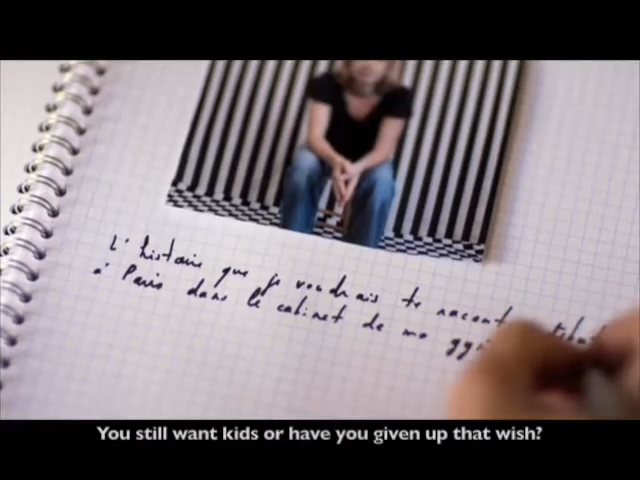 L'histoire que je voudrais te racont
à Paris dans le cabinet de ma
You still want kids or have you given up that wish?